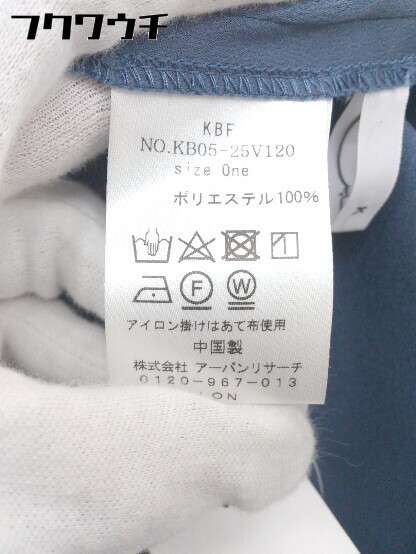 フクワウチ
KBF
NO.KB05-25V120
size One
ポリエステル100%
F
W
アイロン掛けはあて布使用
中国製
株式会社 アーバンリサーチ
0120-967-013
LON
K